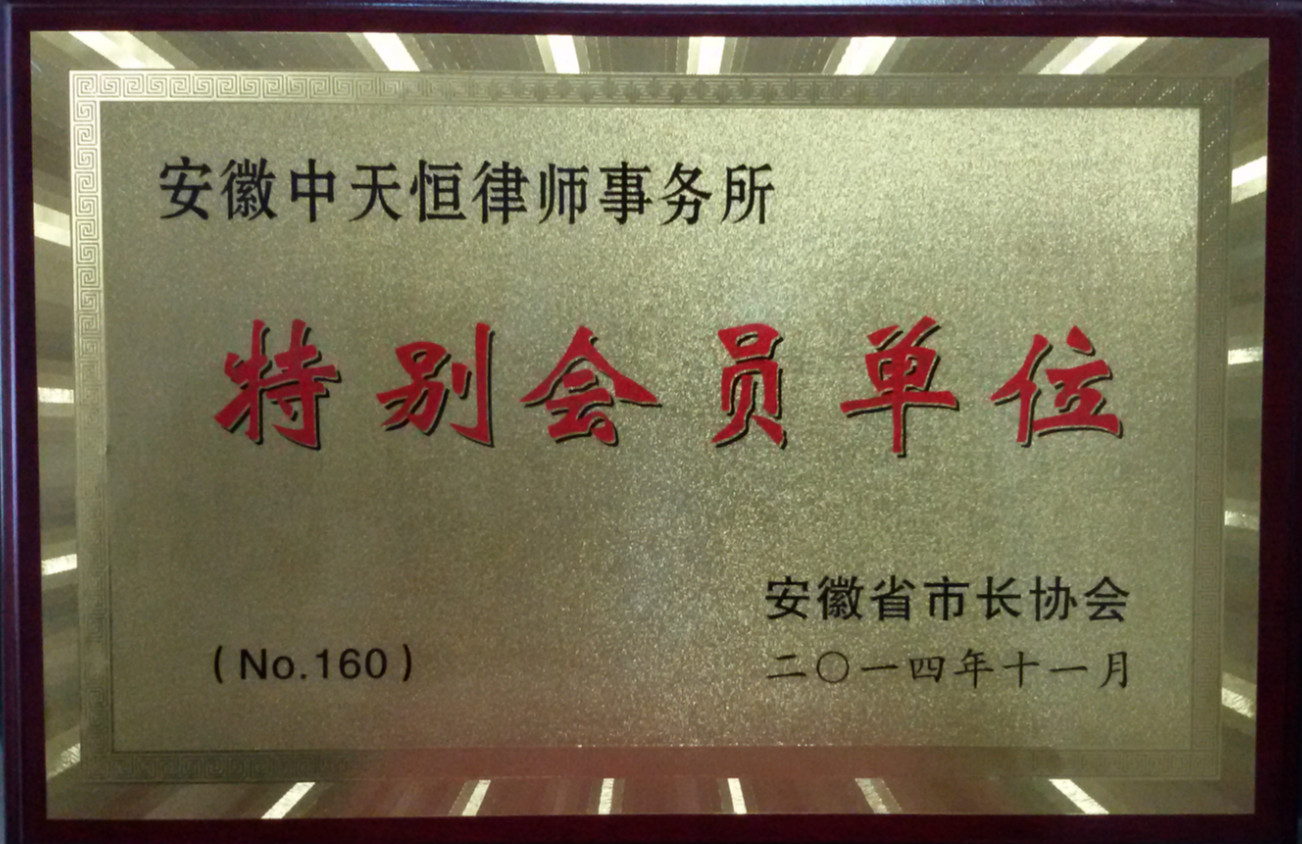 安徽中天恒律师事务所
特别会员单位
安徽省市长协会
(No.160)
二〇一四年十一月